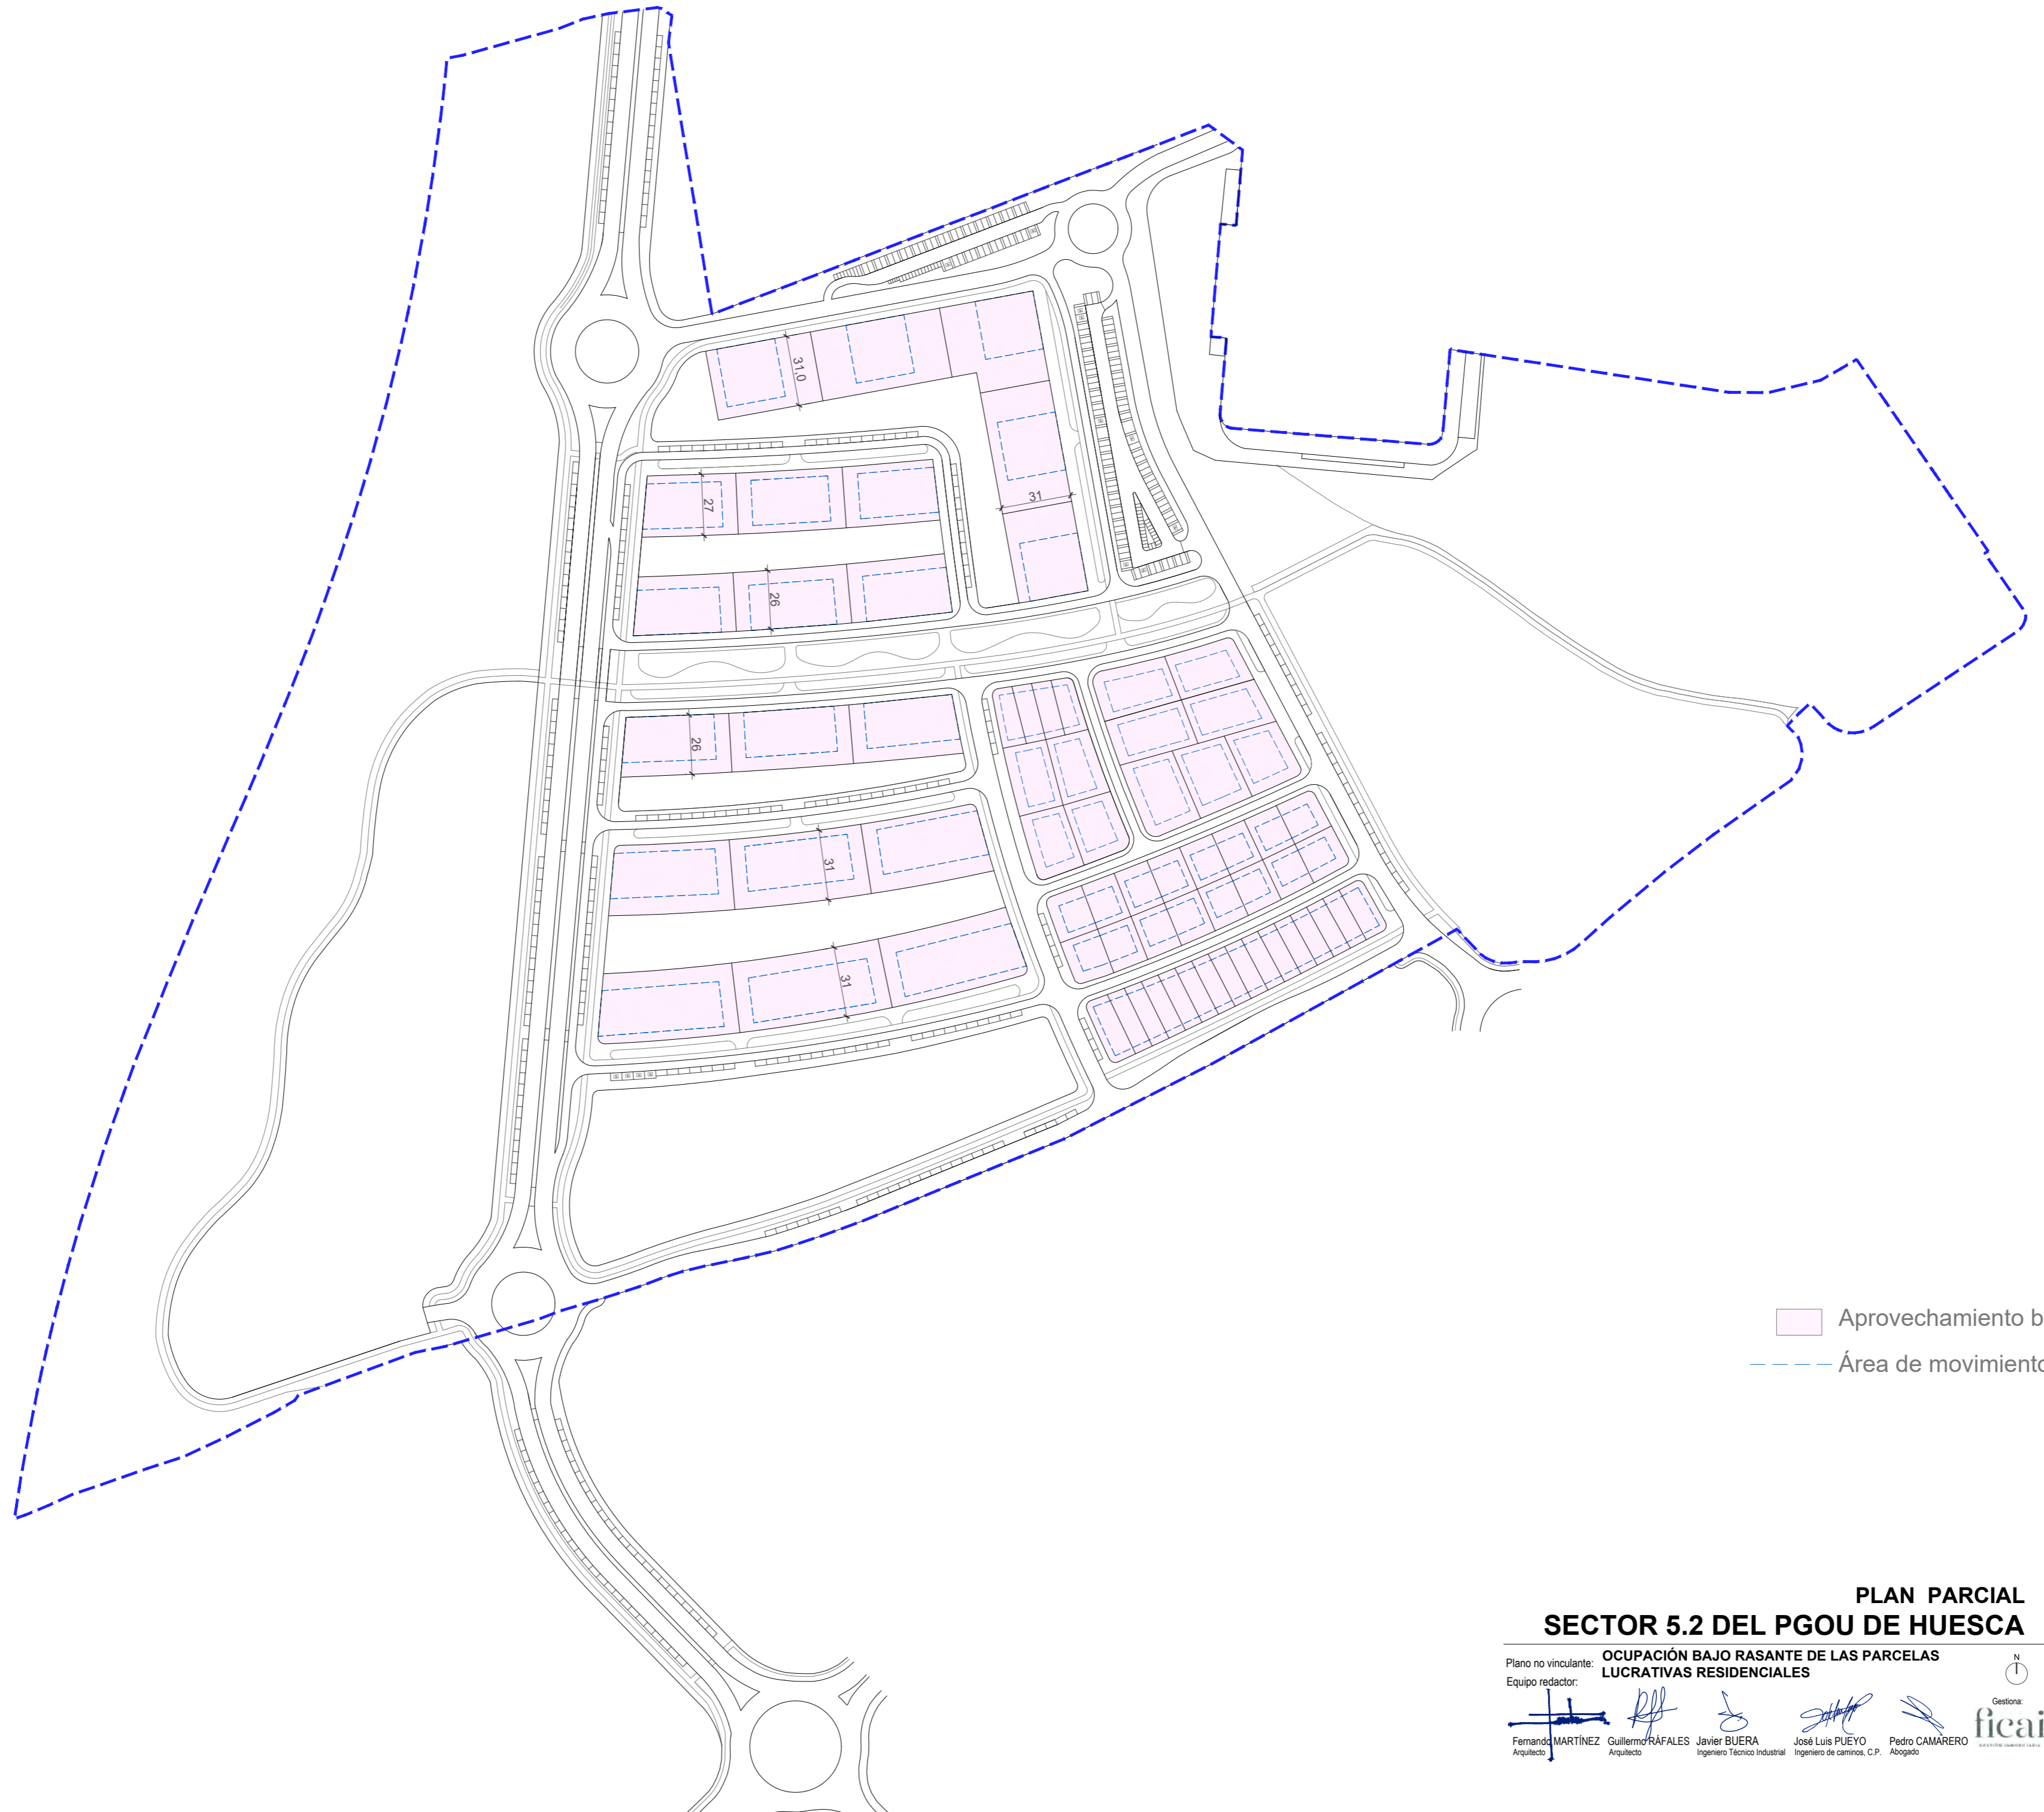 31,0
31
27
26
26
31
31
Aprovechamiento b
Área de movimiento
PLAN PARCIAL
SECTOR 5.2 DEL PGOU DE HUESCA
Plano no vinculante: OCUPACIÓN BAJO RASANTE DE LAS PARCELAS
LUCRATIVAS RESIDENCIALES
N
Equipo redactor:
Gestiona:
ficai
Fernando MARTÍNEZ Guillermo RÁFALES Javier BUERA José Luis PUEYO Pedro CAMARERO
Arquitecto Arquitecto Ingeniero Técnico Industrial Ingeniero de caminos, C.P. Abogado